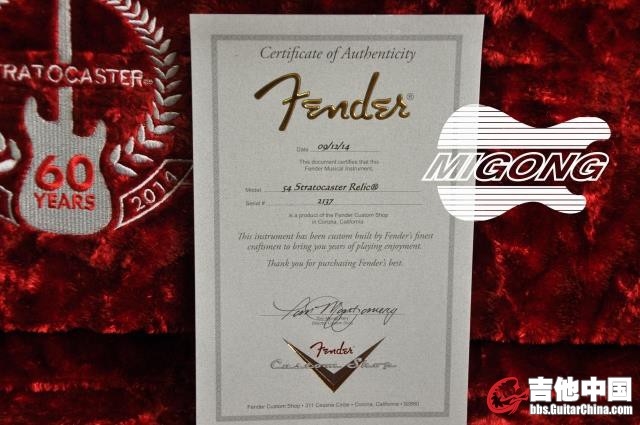 STRATOCASTER
60
YEARS
2014
Certificate of Authenticity
Fender®
Date 09/12/14
This document certifies that this
Fender Musical Instrument,
Model 54 Stratocaster Relic®
Serial # 2137
is a product of the Fender Custom Shop
in Corona, California.
This instrument has been custom built by Fender's finest
craftsmen to bring you years of playing enjoyment.
Thank you for purchasing Fender's best.
Fender
Custom Shop
Fender Custom Shop • 311 Cessna Circle • Corona, California • 92880
MIGONG
吉他中国
bbs.GuitarChina.com